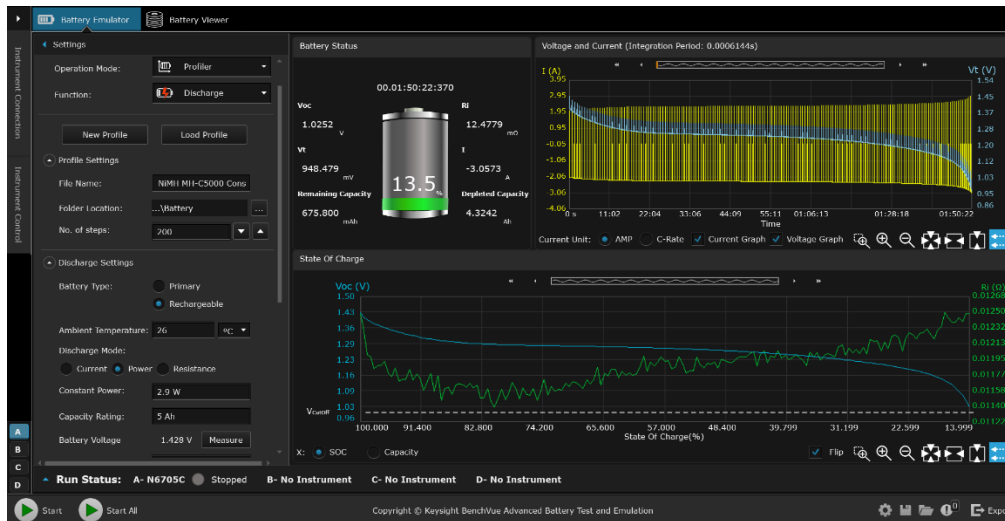 Battery Emulator
Battery Viewer
Instrument Connection
Instrument Control
Settings
Operation Mode: Profiler
Function: Discharge
New Profile Load Profile
Profile Settings
File Name: NiMH MH-C5000 Cons
Folder Location: ...\Battery ...
No. of steps: 200
Discharge Settings
Battery Type: Primary
Rechargeable
Ambient Temperature: 26 ºC
Discharge Mode:
Current Power Resistance
Constant Power: 2.9 W
Capacity Rating: 5 Ah
Battery Voltage 1.428 V Measure
Battery Status
00.01:50:22:370
Voc Ri
1.0252 V 12.4779 mΩ
Vt I
948.479 mV -3.0573 A
13.5%
Remaining Capacity Depleted Capacity
675.800 mAh 4.3242 Ah
Voltage and Current (Integration Period: 0.0006144s)
I (A) Vt (V)
3.95 1.54
2.95 1.45
1.95 1.37
0.95 1.29
-0.05 1.20
-1.06 1.12
-2.06 1.03
-3.06 0.95
-4.06 0.86
0 s 11:02 22:04 33:06 44:09 55:11 01:06:13 01:28:18 01:50:22
Time
Current Unit: AMP C-Rate Current Graph Voltage Graph
State Of Charge
Voc (V) Ri (Ω)
1.50 0.01268
1.43 0.01250
1.36 0.01232
1.29 0.01213
1.23 0.01195
1.16 0.01177
1.09 0.01158
1.03 0.01140
0.96 0.01122
Vcutoff
100.000 91.400 82.800 74.200 65.600 57.000 48.400 39.799 31.199 22.599 13.999
State Of Charge(%)
X: SOC Capacity Flip
A
B
C
D
Run Status: A- N6705C Stopped B- No Instrument C- No Instrument D- No Instrument
Start Start All Copyright © Keysight BenchVue Advanced Battery Test and Emulation 0 Expo